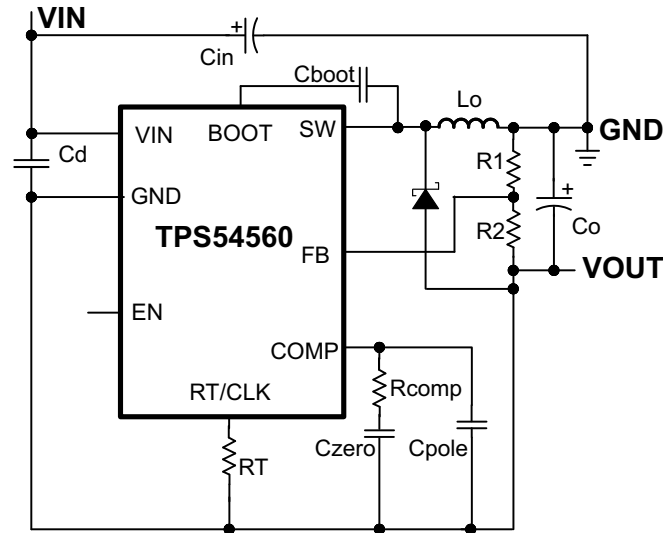 VIN
+
Cin
Cboot
Lo
VIN
BOOT
SW
GND
Cd
R1
GND
+
TPS54560
R2
Co
FB
VOUT
EN
COMP
RT/CLK
Rcomp
RT
Czero
Cpole